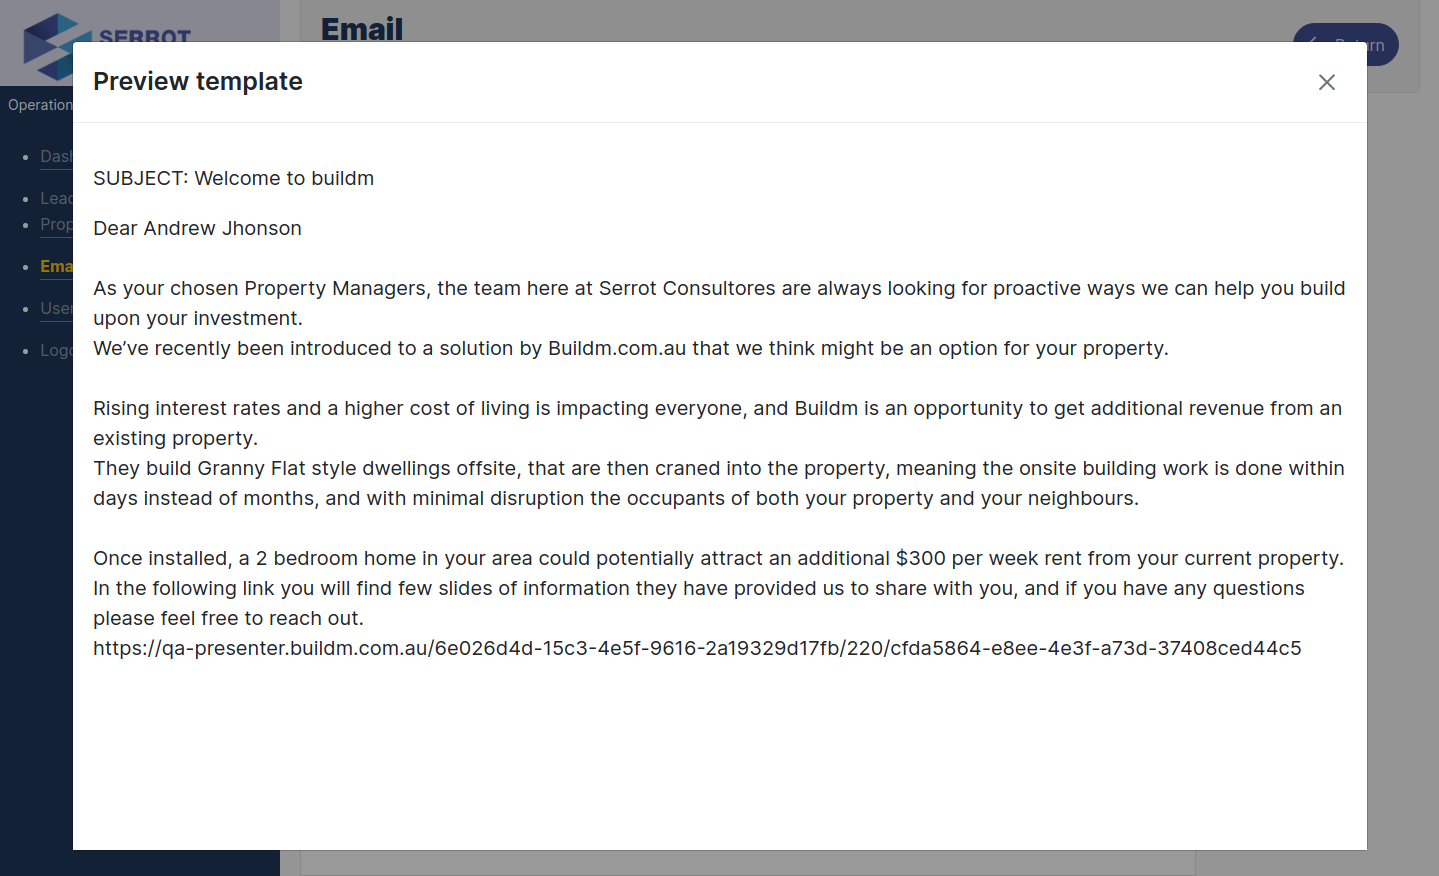 SERROT
Email
Return
Preview template
Operation
Dash
Lead
Prop
Emai
User
Logo
SUBJECT: Welcome to buildm
Dear Andrew Jhonson
As your chosen Property Managers, the team here at Serrot Consultores are always looking for proactive ways we can help you build
upon your investment.
We’ve recently been introduced to a solution by Buildm.com.au that we think might be an option for your property.
Rising interest rates and a higher cost of living is impacting everyone, and Buildm is an opportunity to get additional revenue from an
existing property.
They build Granny Flat style dwellings offsite, that are then craned into the property, meaning the onsite building work is done within
days instead of months, and with minimal disruption the occupants of both your property and your neighbours.
Once installed, a 2 bedroom home in your area could potentially attract an additional $300 per week rent from your current property.
In the following link you will find few slides of information they have provided us to share with you, and if you have any questions
please feel free to reach out.
https://qa-presenter.buildm.com.au/6e026d4d-15c3-4e5f-9616-2a19329d17fb/220/cfda5864-e8ee-4e3f-a73d-37408ced44c5